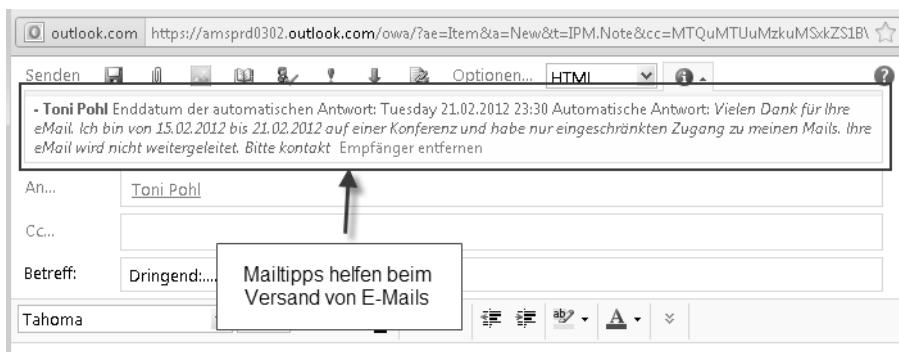 outlook.com https://amsprd0302.outlook.com/owa/?ae=Item&a=New&t=IPM.Note&cc=MTQuMTUuMzkuMSxkZS1B\
Senden Optionen... HTML
- Toni Pohl Enddatum der automatischen Antwort: Tuesday 21.02.2012 23:30 Automatische Antwort: Vielen Dank für Ihre
eMail. Ich bin von 15.02.2012 bis 21.02.2012 auf einer Konferenz und habe nur eingeschränkten Zugang zu meinen Mails. Ihre
eMail wird nicht weitergeleitet. Bitte kontakt Empfänger entfernen
An... Toni Pohl
Cc...
Betreff: Dringend:....
Mailtipps helfen beim
Versand von E-Mails
Tahoma